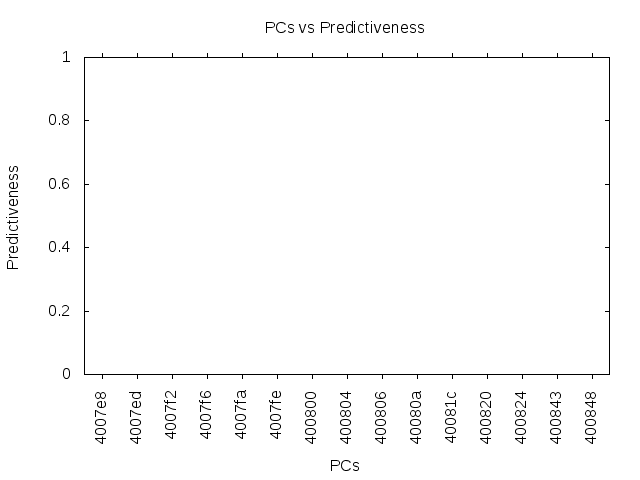 PCs vs Predictiveness
1
0.8
0.6
0.4
0.2
0
Predictiveness
4007e8
4007ed
4007f2
4007f6
4007fa
4007fe
400800
400804
400806
40080a
40081c
400820
400824
400843
400848
PCs